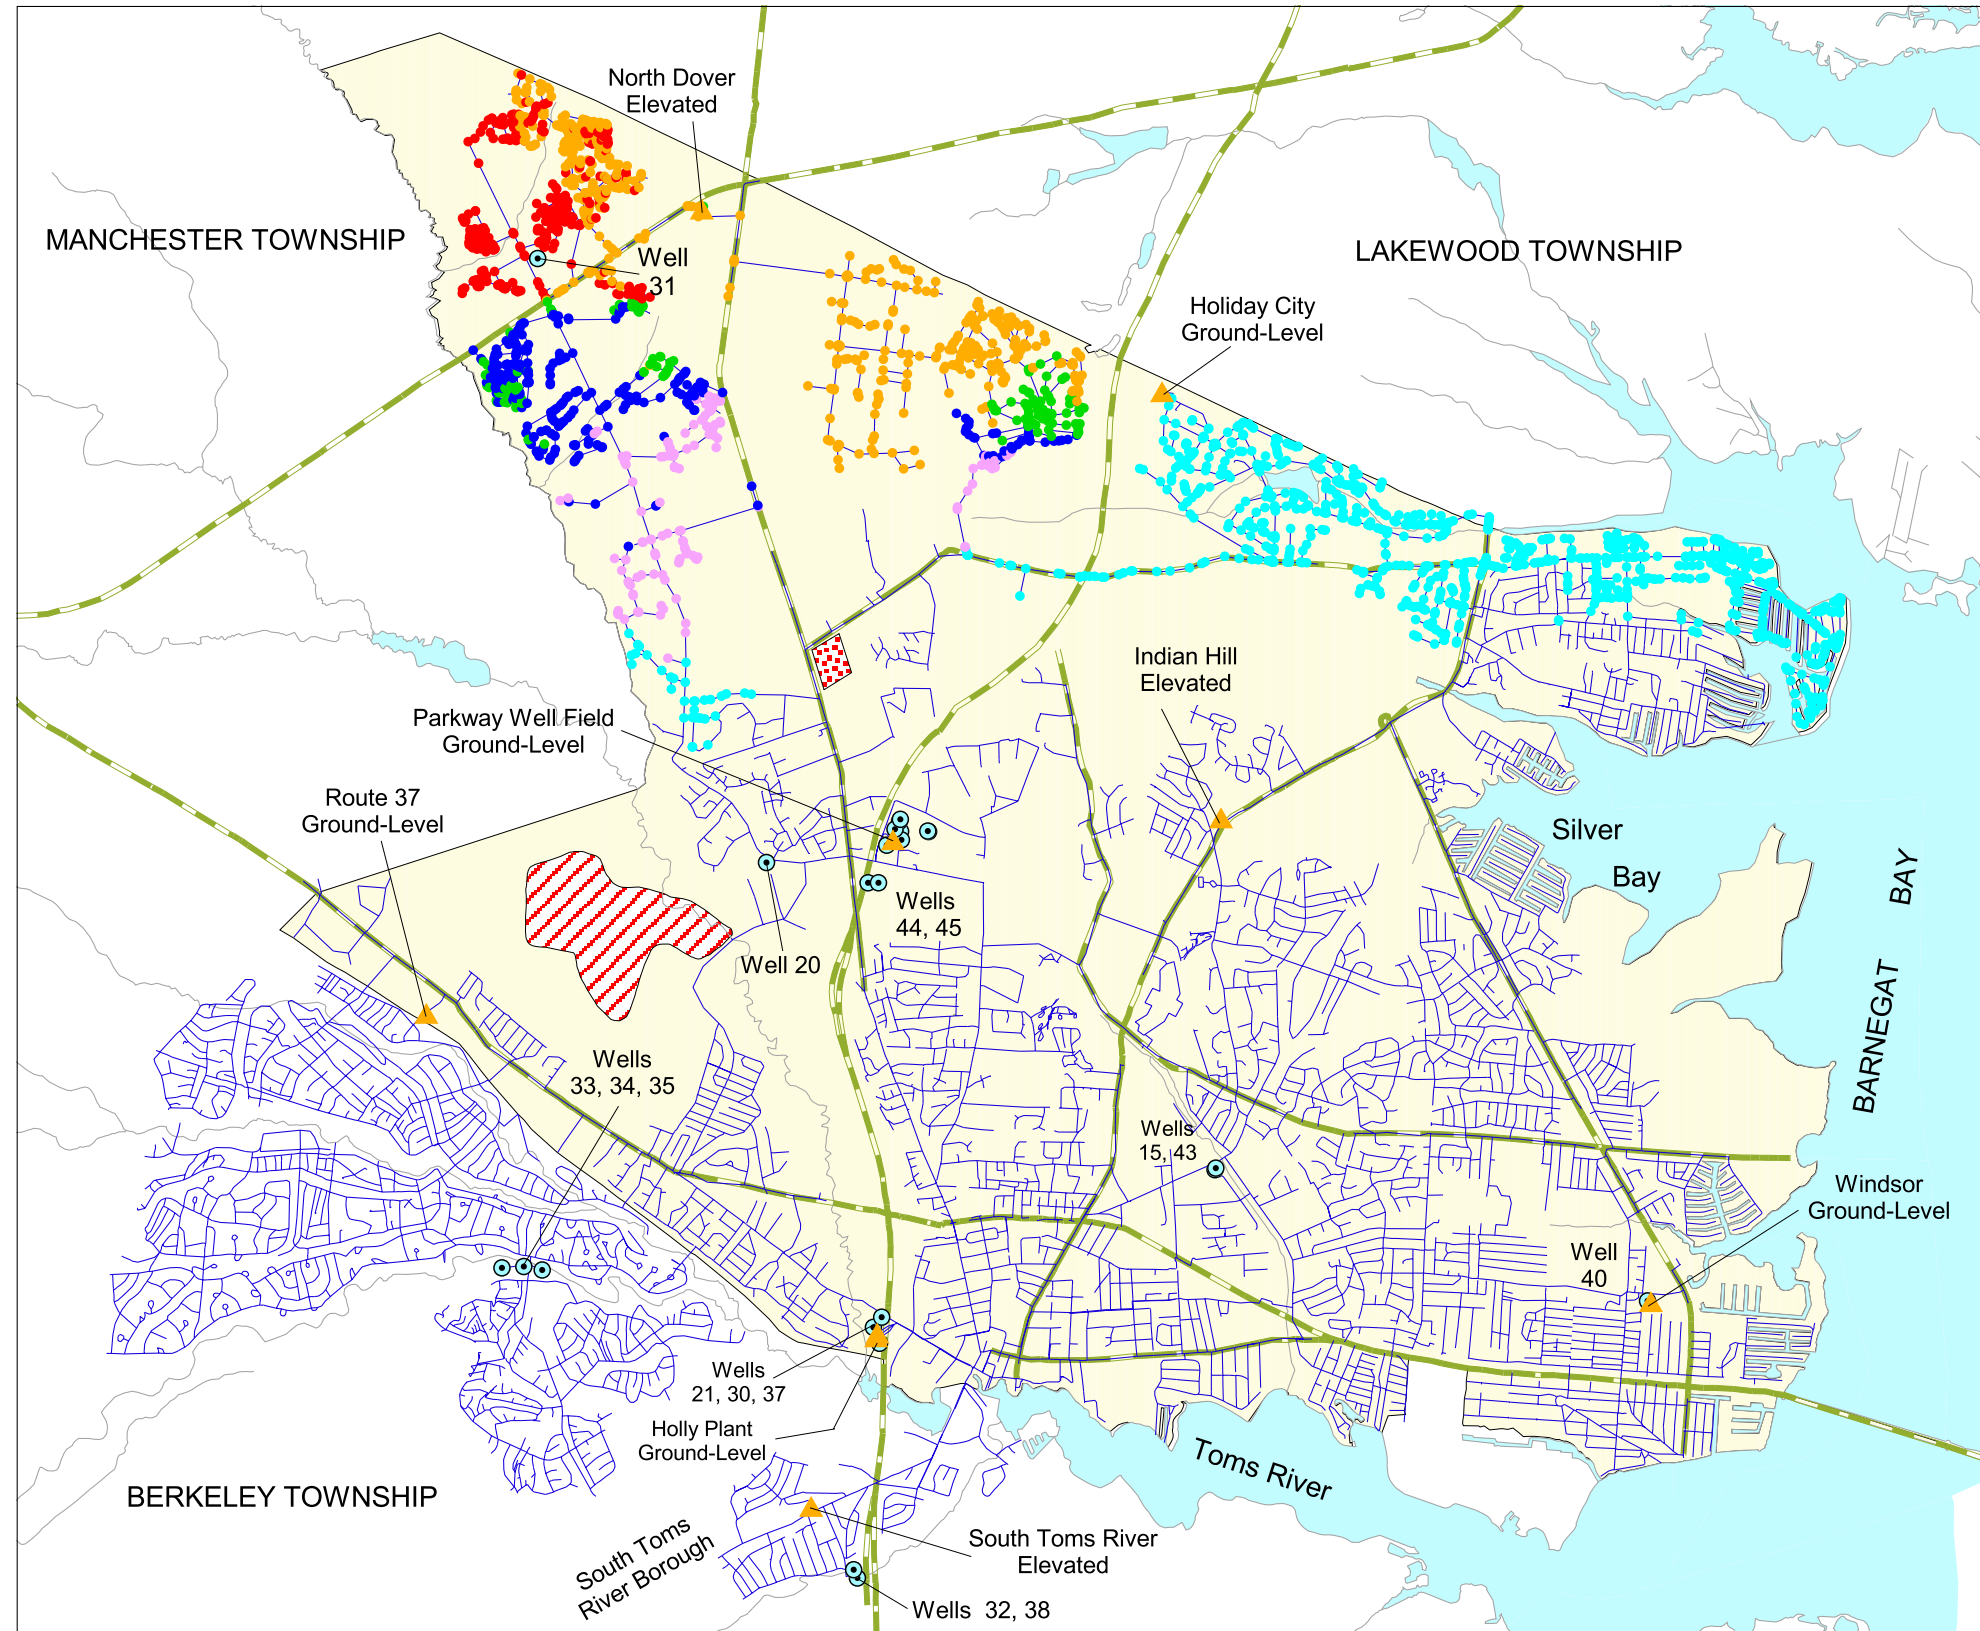 North Dover
Elevated
MANCHESTER TOWNSHIP
LAKEWOOD TOWNSHIP
Well
31
Holiday City
Ground-Level
Indian Hill
Elevated
Parkway Well Field
Ground-Level
Route 37
Ground-Level
Silver
Bay
BARNEGAT BAY
Wells
44, 45
Well 20
Wells
33, 34, 35
Wells
15, 43
Windsor
Ground-Level
Well
40
Wells
21, 30, 37
Holly Plant
Ground-Level
Toms River
BERKELEY TOWNSHIP
South Toms
River Borough
South Toms River
Elevated
Wells 32, 38